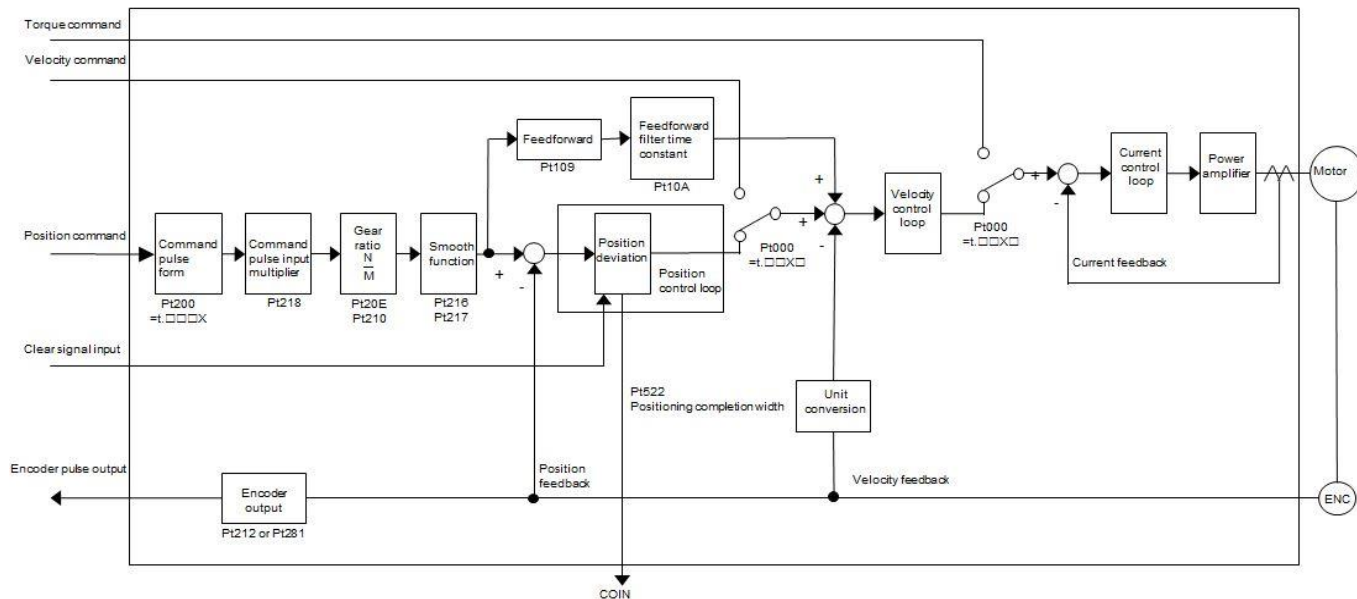 Torque command
Velocity command
Feedforward
Pt109
Feedforward
filter time
constant
Pt10A
Current
control
loop
Power
amplifier
Motor
+
+
-
Position command
Command
pulse
form
Pt200
=t.□□□X
Command
pulse input
multiplier
Pt218
Gear
ratio
N
M
Pt20E
Pt210
Smooth
function
Pt216
Pt217
+
-
Position
deviation
Position
control loop
Pt000
=t.□□X□
+
-
Velocity
control
loop
Pt000
=t.□□X□
Current feedback
Clear signal input
Pt522
Positioning completion width
Unit
conversion
Encoder pulse output
Encoder
output
Pt212 or Pt281
Position
feedback
Velocity feedback
ENC
COIN